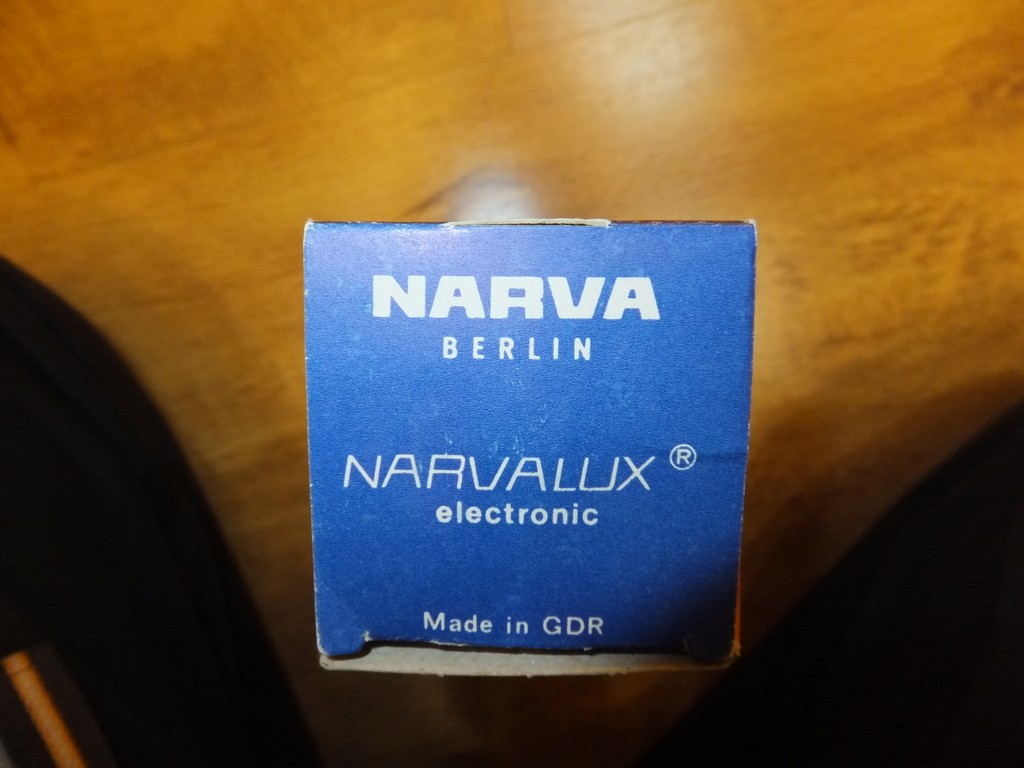 NARVA
BERLIN
NARVALUX ®
electronic
Made in GDR